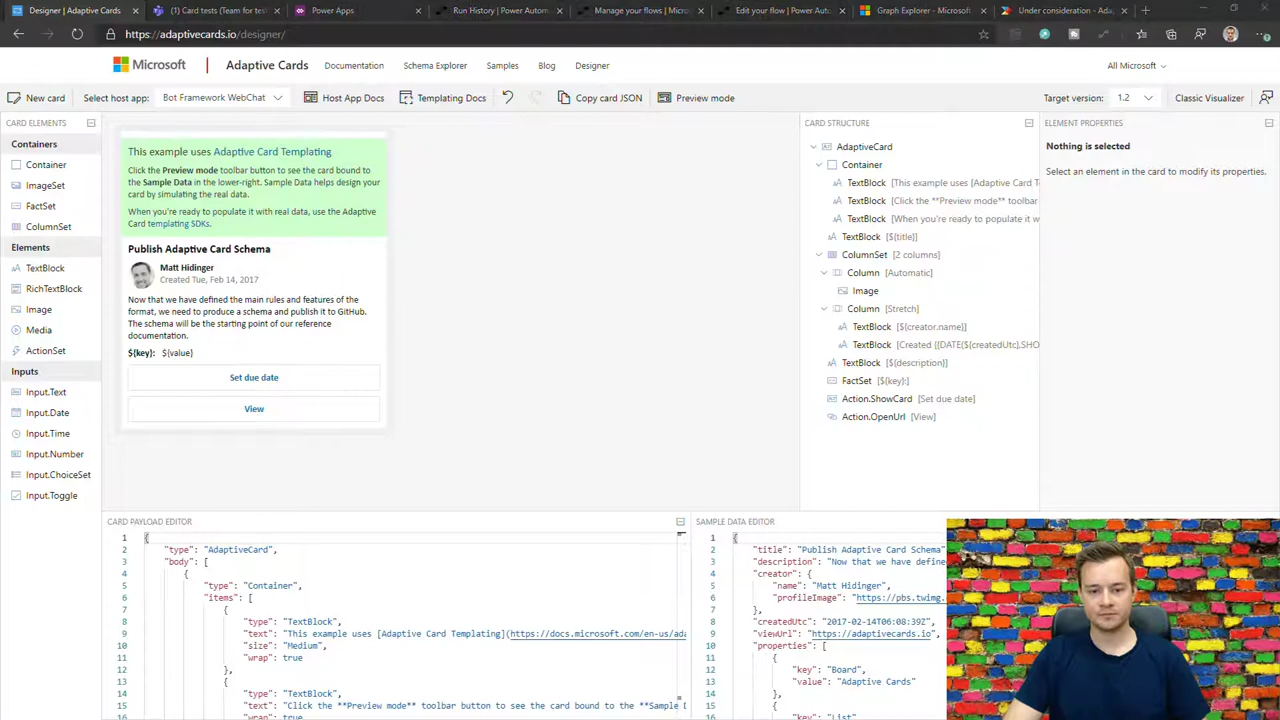 Designer | Adaptive Cards
(1) Card tests (Team for test
Power Apps
Run History | Power Autom
Manage your flows | Micros
Edit your flow | Power Auto
Graph Explorer - Microsoft
Under consideration - Ada
https://adaptivecards.io/designer/
Microsoft
Adaptive Cards
Documentation
Schema Explorer
Samples
Blog
Designer
All Microsoft
New card
Select host app:
Bot Framework WebChat
Host App Docs
Templating Docs
Copy card JSON
Preview mode
Target version:
1.2
Classic Visualizer
CARD ELEMENTS
Containers
Container
ImageSet
FactSet
ColumnSet
Elements
TextBlock
RichTextBlock
Image
Media
ActionSet
Inputs
Input.Text
Input.Date
Input.Time
Input.Number
Input.ChoiceSet
Input.Toggle
This example uses Adaptive Card Templating
Click the Preview mode toolbar button to see the card bound to
the Sample Data in the lower-right. Sample Data helps design your
card by simulating the real data.
When you're ready to populate it with real data, use the Adaptive
Card templating SDKs.
Publish Adaptive Card Schema
Matt Hidinger
Created Tue, Feb 14, 2017
Now that we have defined the main rules and features of the
format, we need to produce a schema and publish it to GitHub.
The schema will be the starting point of our reference
documentation.
${key}: ${value}
Set due date
View
CARD STRUCTURE
AdaptiveCard
Container
TextBlock [This example uses [Adaptive Card T
TextBlock [Click the **Preview mode** toolbar
TextBlock [When you're ready to populate it w
TextBlock [${title}]
ColumnSet [2 columns]
Column [Automatic]
Image
Column [Stretch]
TextBlock [${creator.name}]
TextBlock [Created {{DATE(${createdUtc},SHO
TextBlock [${description}]
FactSet [${key}:]
Action.ShowCard [Set due date]
Action.OpenUrl [View]
ELEMENT PROPERTIES
Nothing is selected
Select an element in the card to modify its properties.
CARD PAYLOAD EDITOR
1 {
2 "type": "AdaptiveCard",
3 "body": [
4 {
5 "type": "Container",
6 "items": [
7 {
8 "type": "TextBlock",
9 "text": "This example uses [Adaptive Card Templating](https://docs.microsoft.com/en-us/ada
10 "size": "Medium",
11 "wrap": true
12 },
13 {
14 "type": "TextBlock",
15 "text": "Click the **Preview mode** toolbar button to see the card bound to the **Sample D
16 "wrap": true
SAMPLE DATA EDITOR
1 {
2 "title": "Publish Adaptive Card Schema"
3 "description": "Now that we have define
4 "creator": {
5 "name": "Matt Hidinger",
6 "profileImage": "https://pbs.twimg.
7 },
8 "createdUtc": "2017-02-14T06:08:39Z",
9 "viewUrl": "https://adaptivecards.io",
10 "properties": [
11 {
12 "key": "Board",
13 "value": "Adaptive Cards"
14 },
15 {
16 "key": "List",